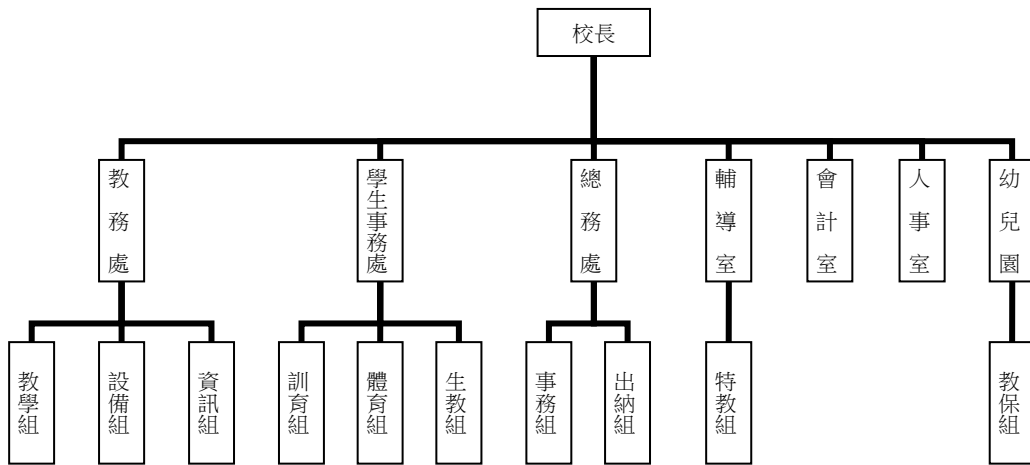 校長
教務處
學生事務處
總務處
輔導室
會計室
人事室
幼兒園
教學組
設備組
資訊組
訓育組
體育組
生教組
事務組
出納組
特教組
教保組